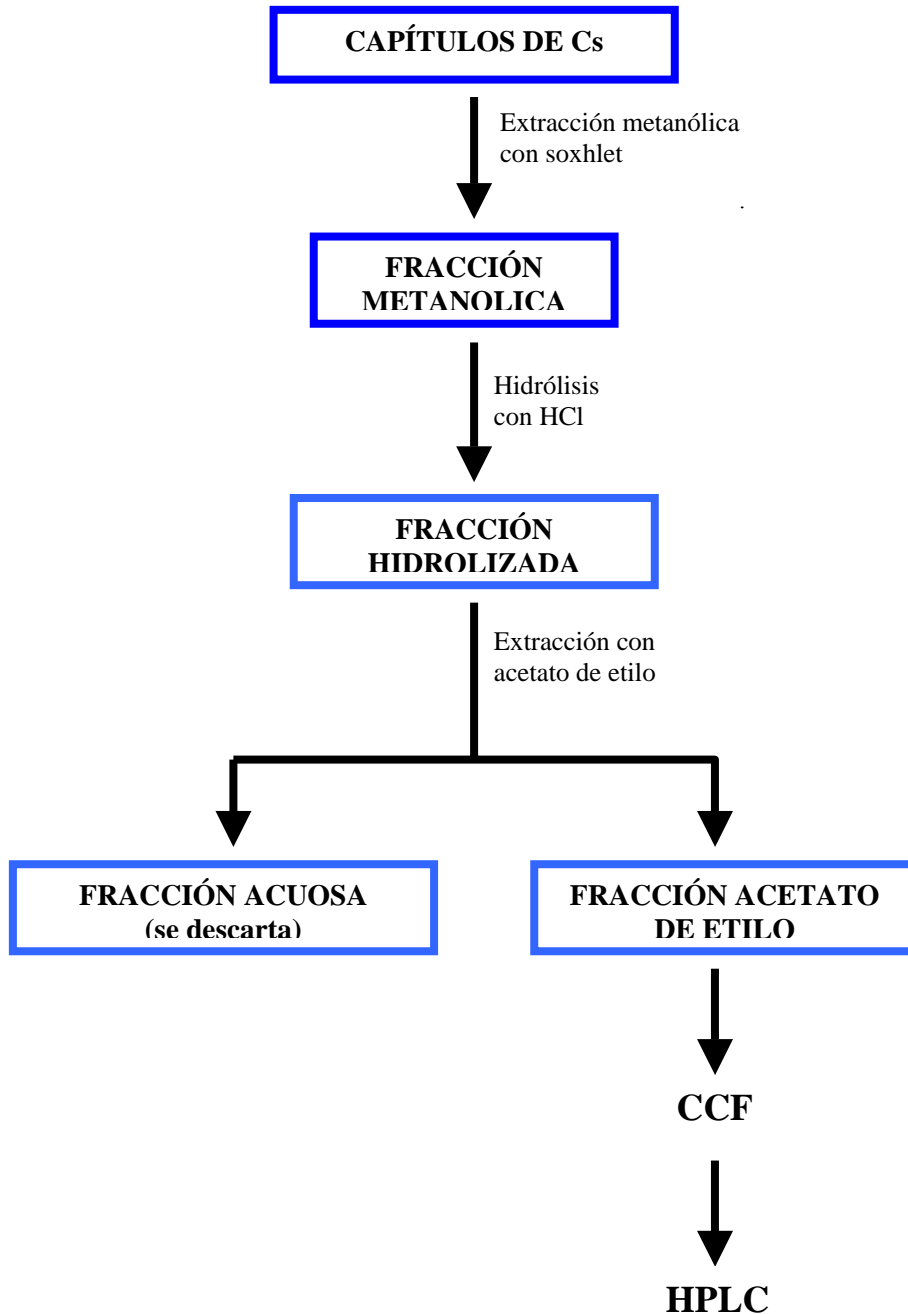 CAPÍTULOS DE Cs
Extracción metanólica
con soxhlet
.
FRACCIÓN
METANOLICA
Hidrólisis
con HCl
FRACCIÓN
HIDROLIZADA
Extracción con
acetato de etilo
FRACCIÓN ACUOSA
(se descarta)
FRACCIÓN ACETATO
DE ETILO
CCF
HPLC